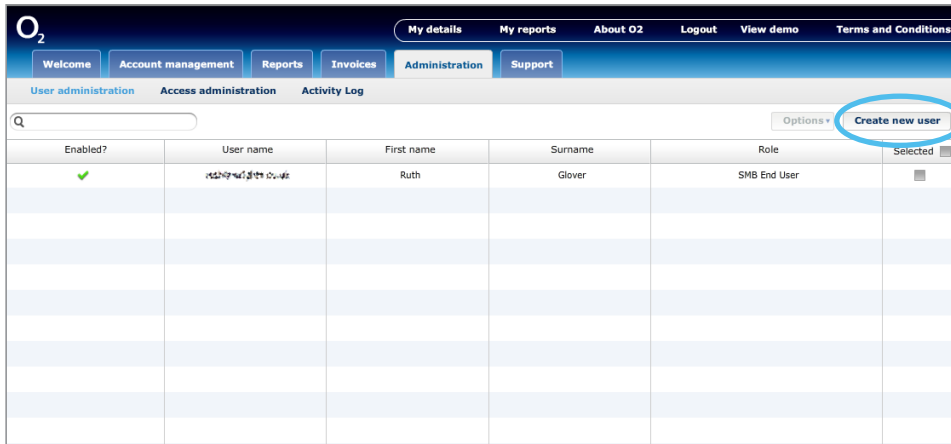 O2
My details My reports About O2 Logout View demo Terms and Conditions
Welcome Account management Reports Invoices Administration Support
User administration Access administration Activity Log
Options Create new user
Enabled? User name First name Surname Role Selected
Ruth Glover SMB End User